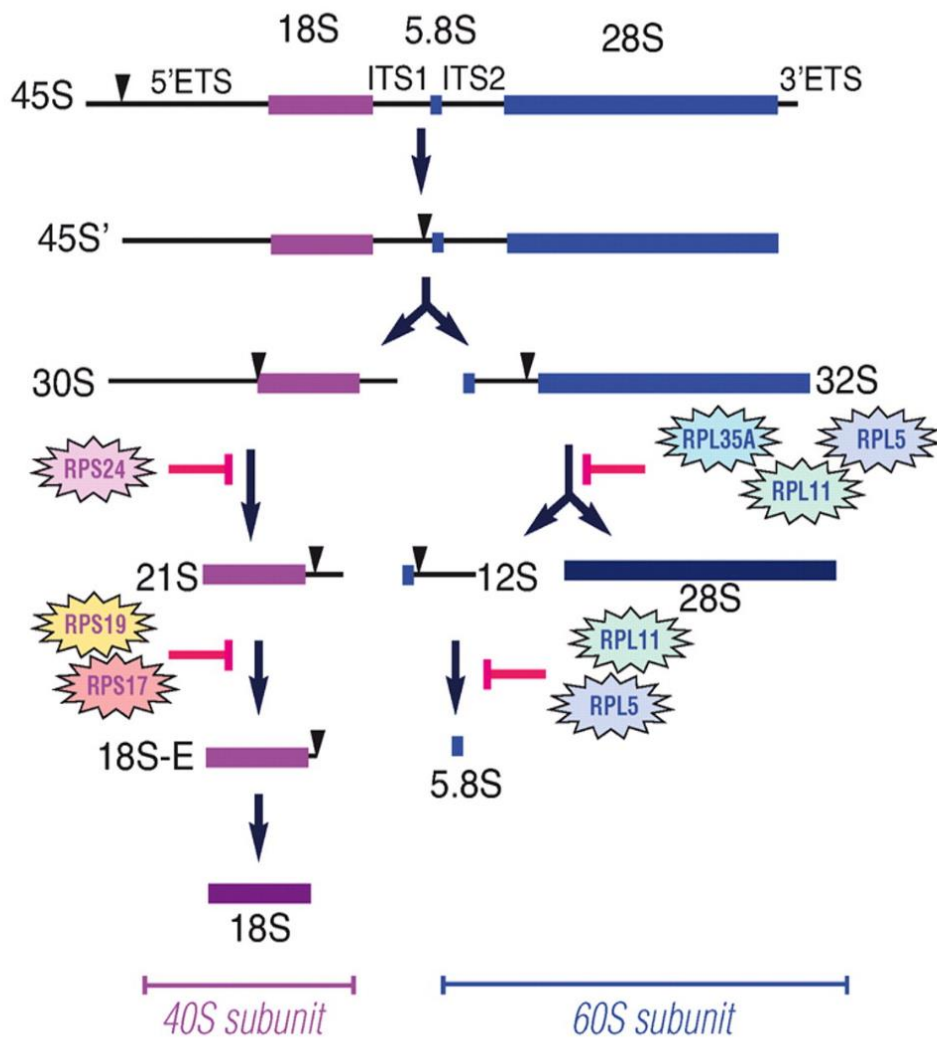 18S 5.8S 28S
45S 5'ETS ITS1 ITS2 3'ETS
45S'
30S 32S
RPS24 RPL35A RPL5
RPL11
21S 12S 28S
RPS19 RPL11
RPS17 RPL5
18S-E 5.8S
18S
40S subunit 60S subunit